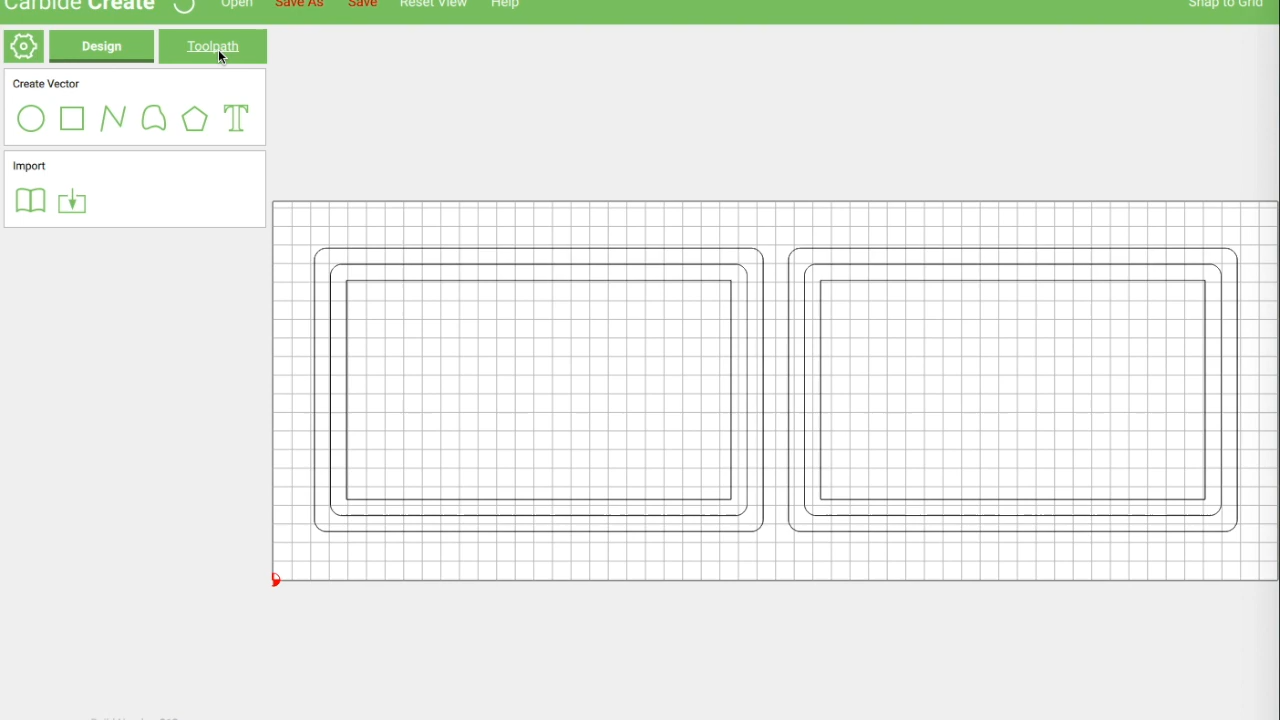 Carbide Create Open Save As Save Reset View Help Snap to Grid
Design Toolpath
Create Vector
Import